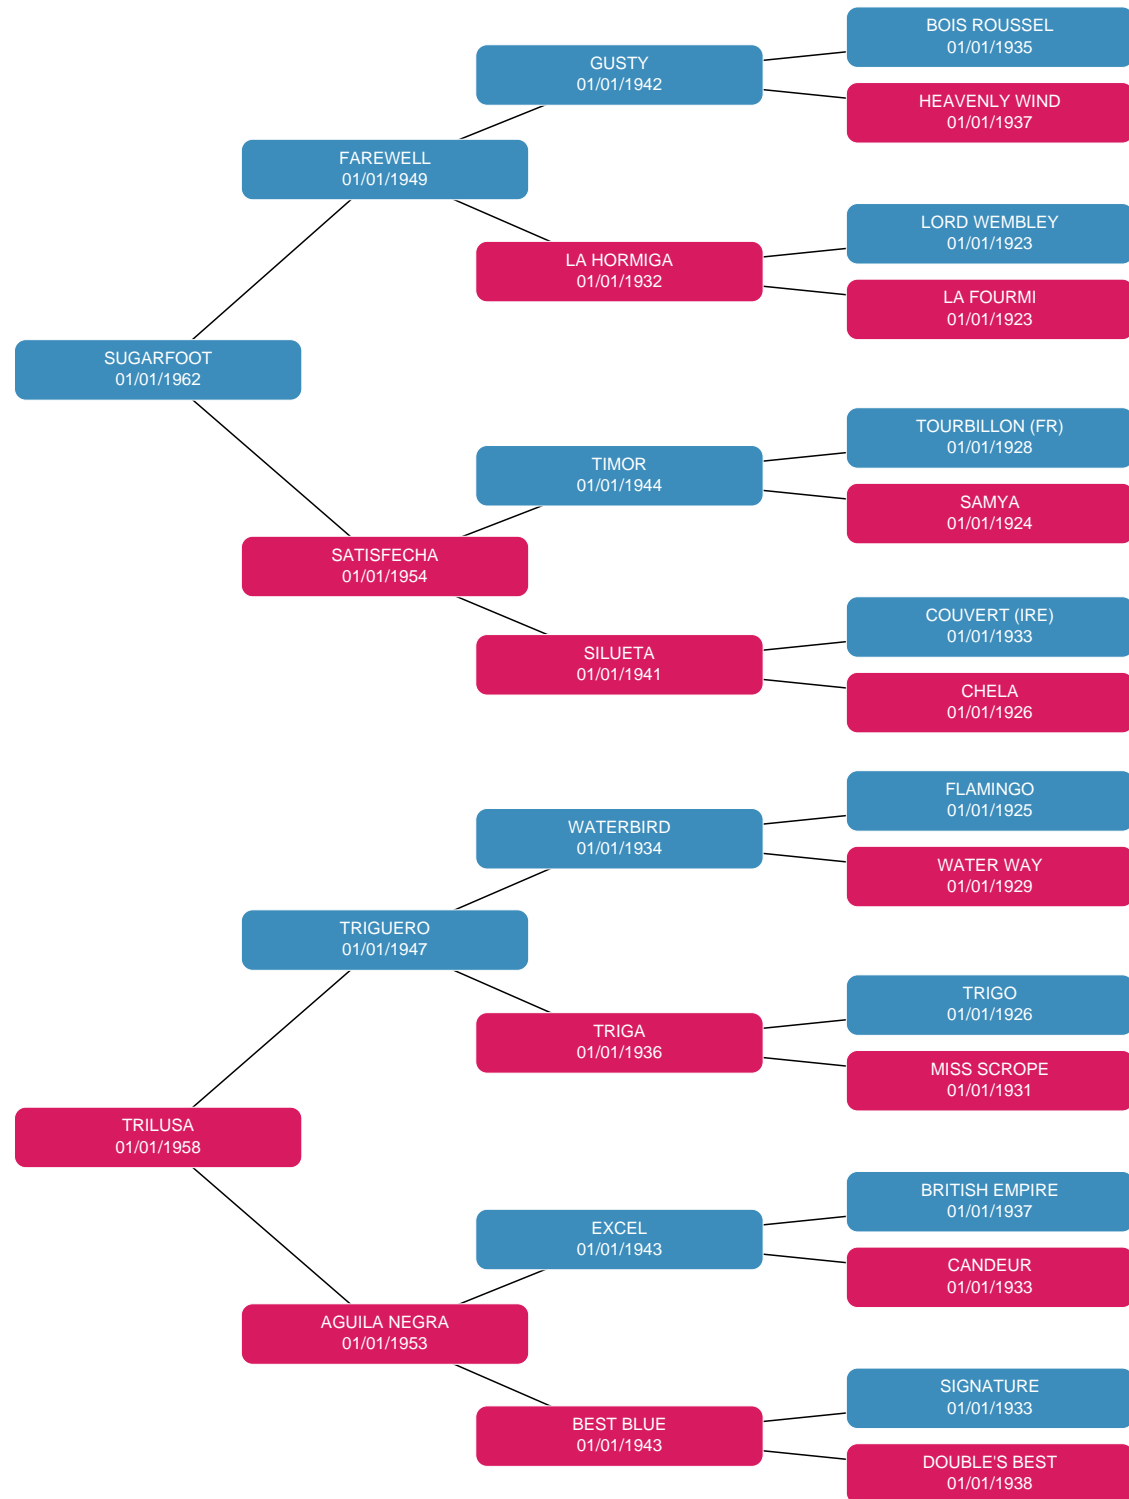 BOIS ROUSSEL
01/01/1935
GUSTY
01/01/1942
HEAVENLY WIND
01/01/1937
FAREWELL
01/01/1949
LORD WEMBLEY
01/01/1923
LA HORMIGA
01/01/1932
LA FOURMI
01/01/1923
SUGARFOOT
01/01/1962
TOURBILLON (FR)
01/01/1928
TIMOR
01/01/1944
SAMYA
01/01/1924
SATISFECHA
01/01/1954
COUVERT (IRE)
01/01/1933
SILUETA
01/01/1941
CHELA
01/01/1926
FLAMINGO
01/01/1925
WATERBIRD
01/01/1934
WATER WAY
01/01/1929
TRIGUERO
01/01/1947
TRIGO
01/01/1926
TRIGA
01/01/1936
MISS SCROPE
01/01/1931
TRILUSA
01/01/1958
BRITISH EMPIRE
01/01/1937
EXCEL
01/01/1943
CANDEUR
01/01/1933
AGUILA NEGRA
01/01/1953
SIGNATURE
01/01/1933
BEST BLUE
01/01/1943
DOUBLE'S BEST
01/01/1938